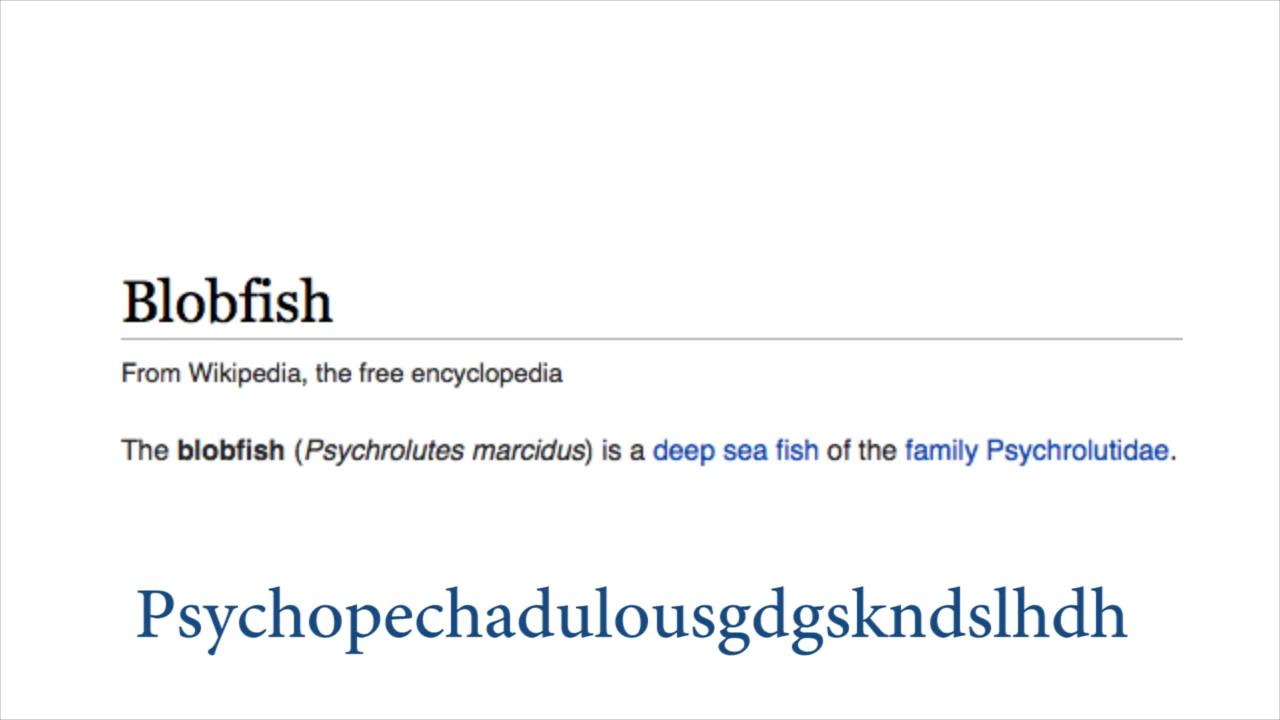 Blobfish
From Wikipedia, the free encyclopedia
The blobfish (Psychrolutes marcidus) is a deep sea fish of the family Psychrolutidae.
Psychopechadulousgdgskndslhdh